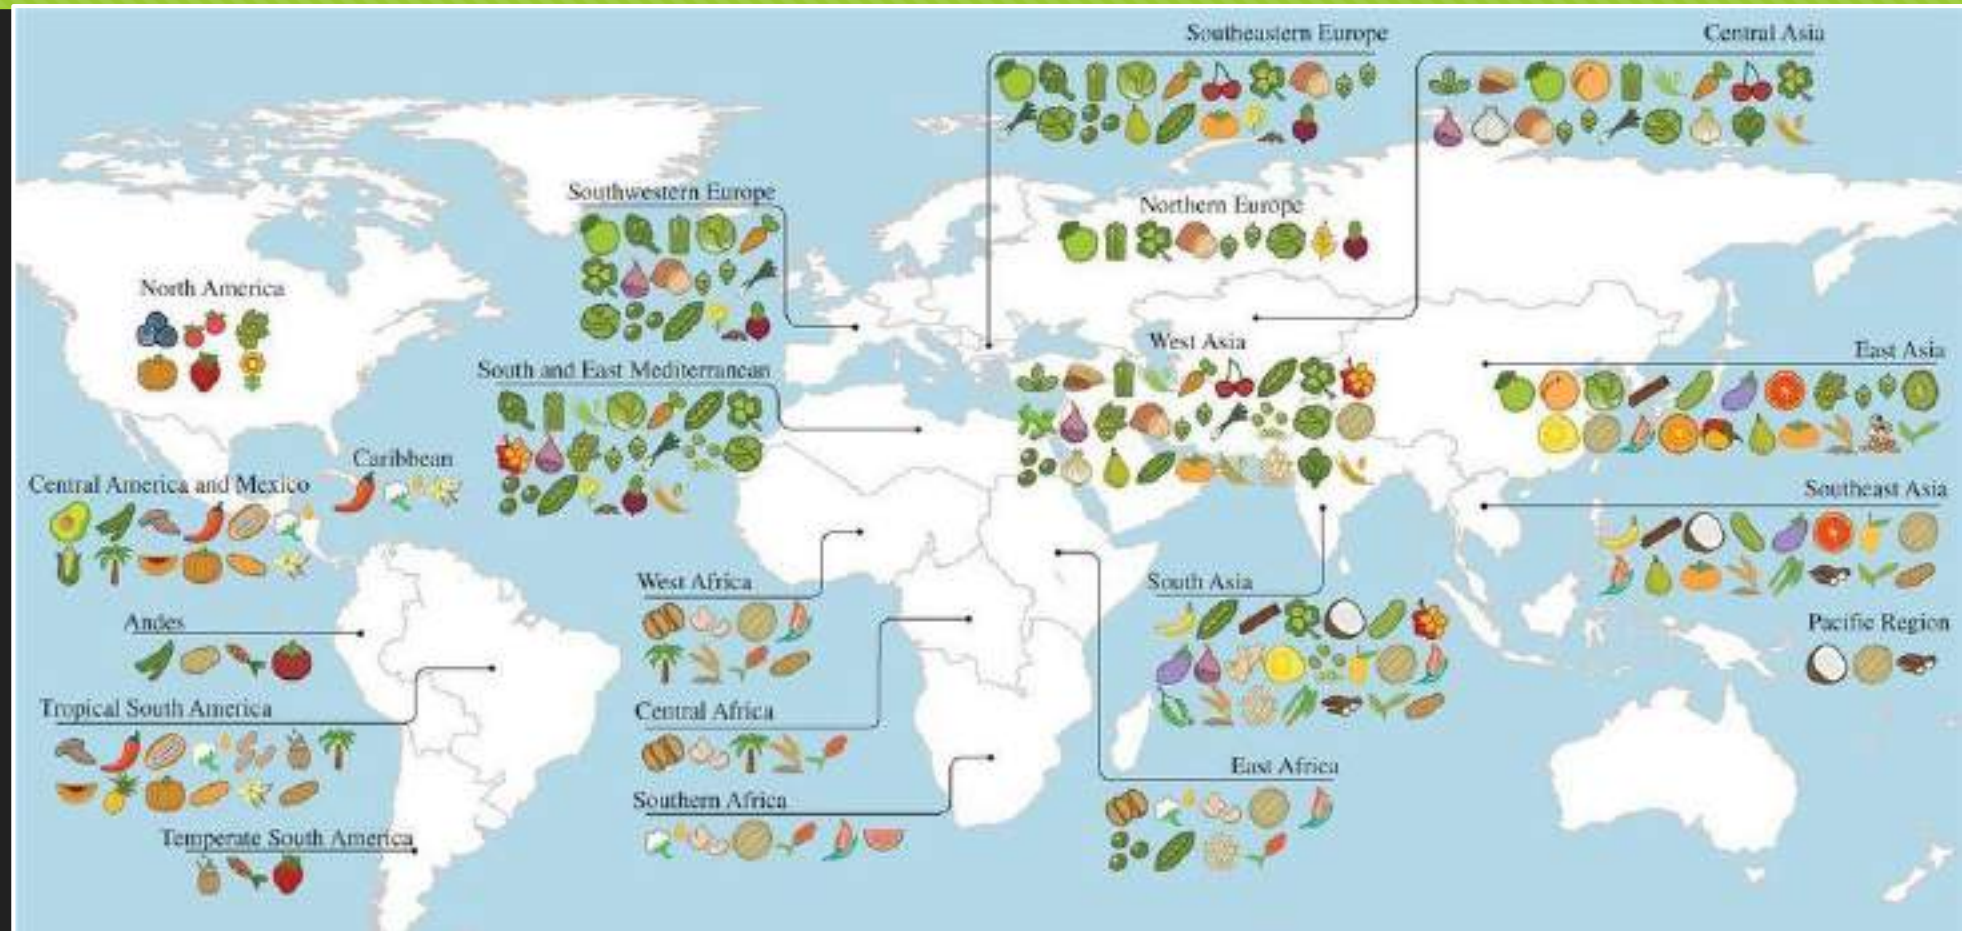 Southeastern Europe
Central Asia
Southwestern Europe
Northern Europe
North America
West Asia
East Asia
South and East Mediterranean
Caribbean
Central America and Mexico
Southeast Asia
West Africa
South Asia
Andes
Pacific Region
Tropical South America
Central Africa
East Africa
Southern Africa
Temperate South America